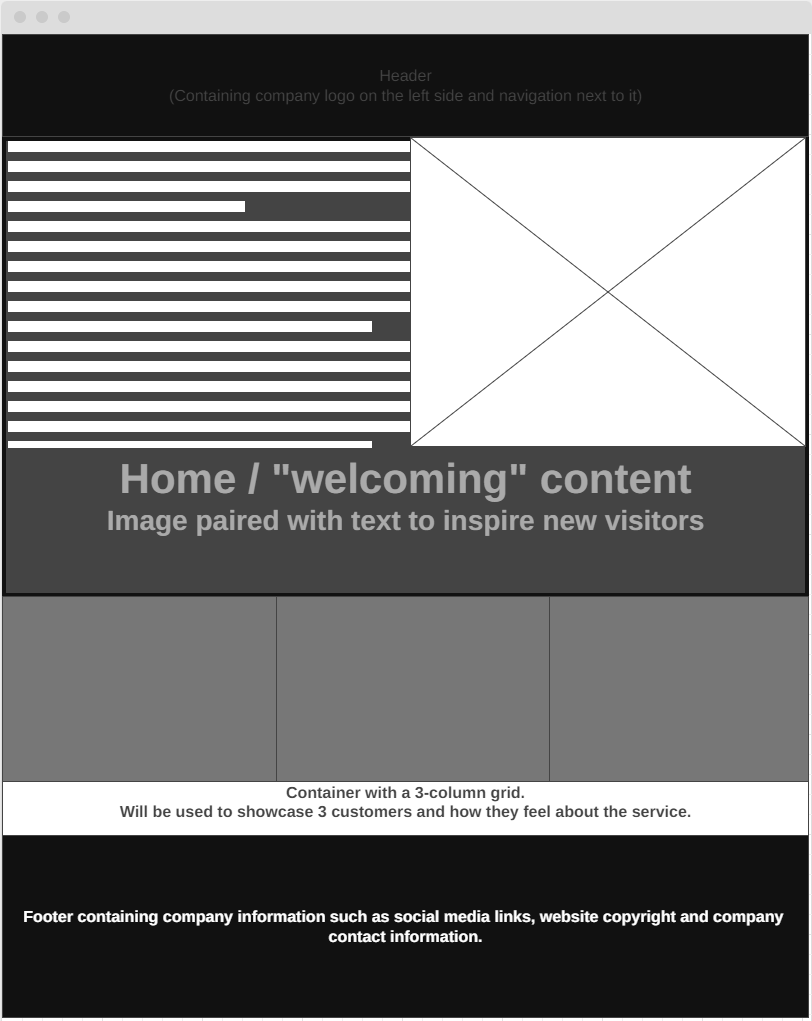 Header
(Containing company logo on the left side and navigation next to it)
Home / "welcoming" content
Image paired with text to inspire new visitors
Container with a 3-column grid.
Will be used to showcase 3 customers and how they feel about the service.
Footer containing company information such as social media links, website copyright and company
contact information.